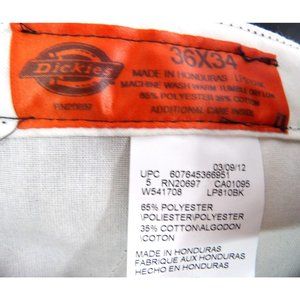 Dickies
RN20697
36X34
MADE IN HONDURAS LP810BK
MACHINE WASH WARM TUMBLE DRY LOW
65% POLYESTER 35% COTTON
ADDITIONAL CARE INSIDE
03/09/12
UPC 607645366951
5 RN20697 CA01095
W541708 LP810BK
65% POLYESTER
\POLIESTER\POLYESTER
35% COTTON\ALGODON
\COTON
MADE IN HONDURAS
FABRIQUE AUX HONDURAS
HECHO EN HONDURAS